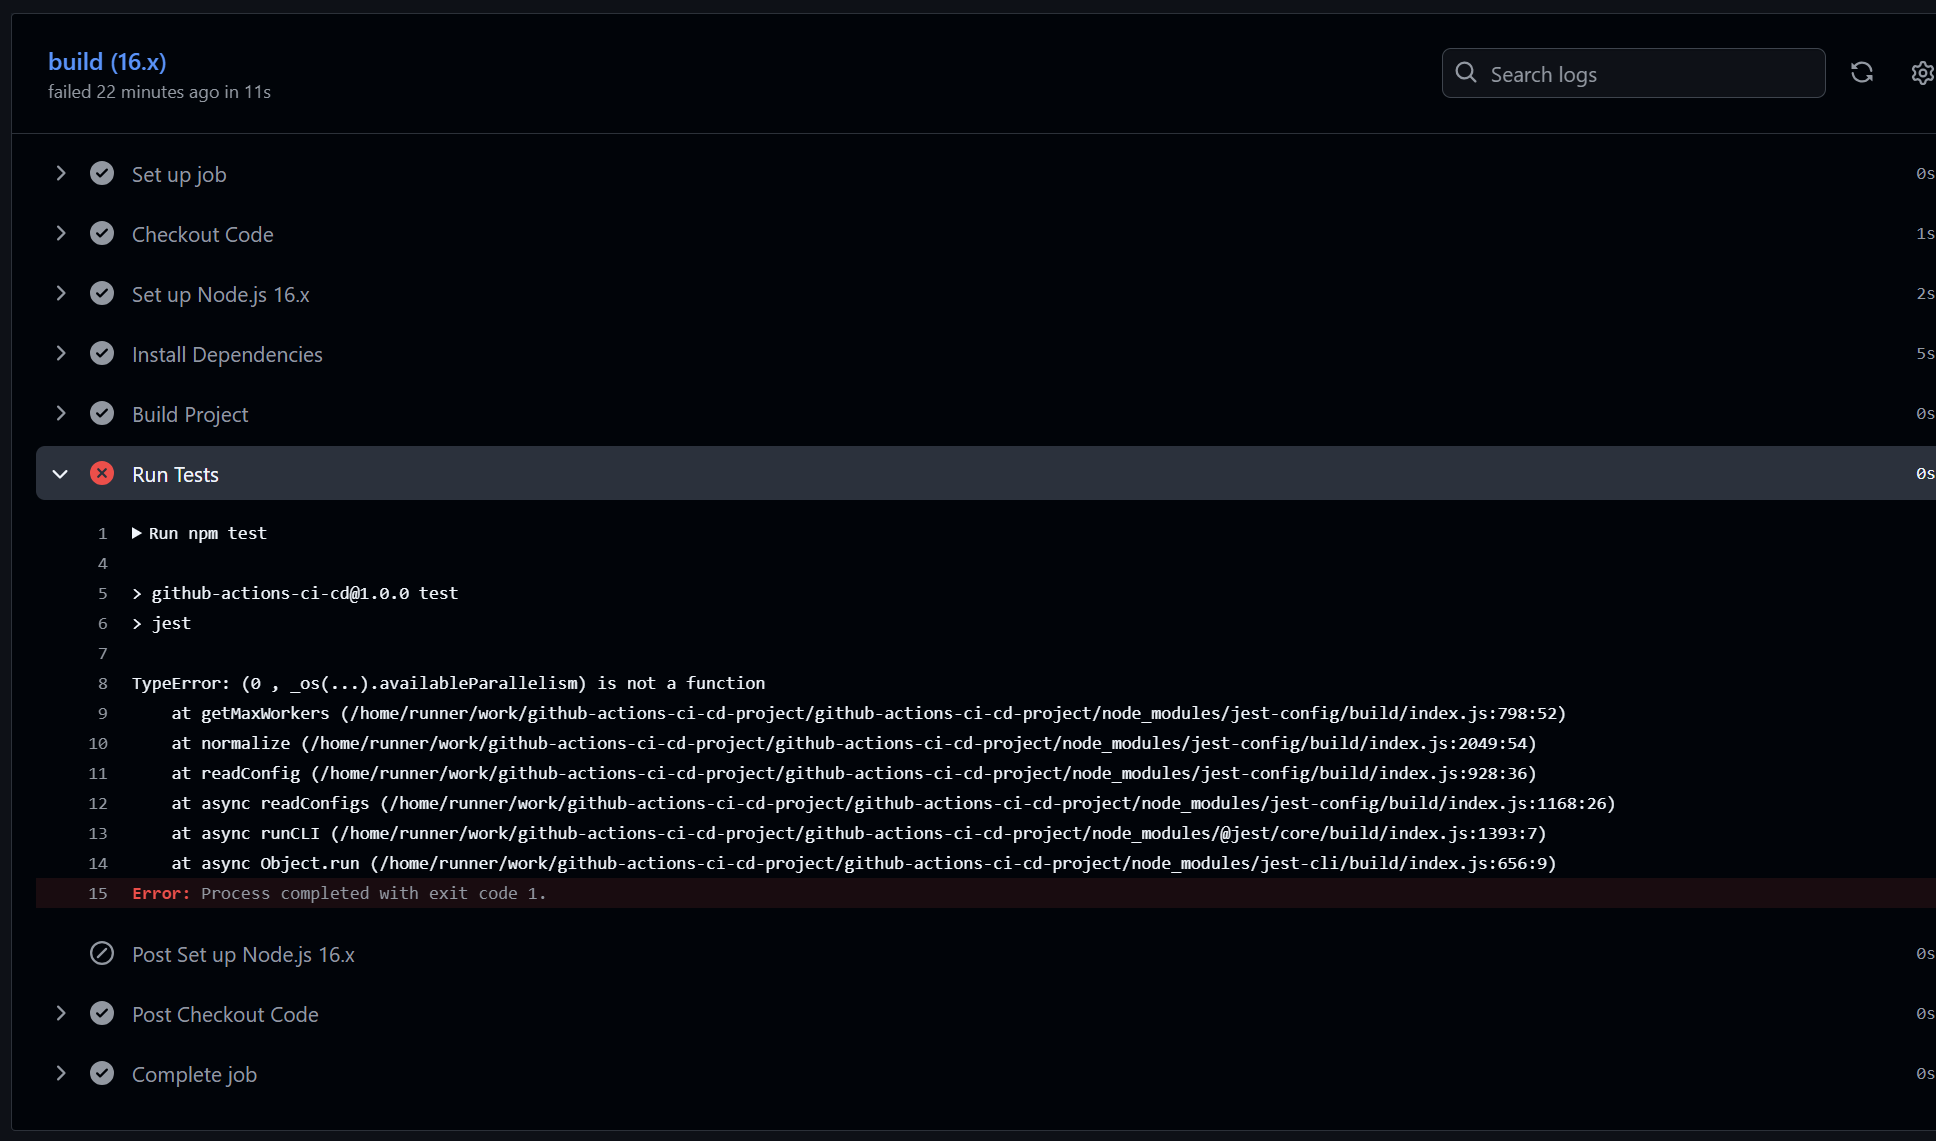 build (16.x)
failed 22 minutes ago in 11s
Search logs
Set up job 0s
Checkout Code 1s
Set up Node.js 16.x 2s
Install Dependencies 5s
Build Project 0s
Run Tests 0s
1 Run npm test
4
5 > github-actions-ci-cd@1.0.0 test
6 > jest
7
8 TypeError: (0 , _os(...).availableParallelism) is not a function
9 at getMaxWorkers (/home/runner/work/github-actions-ci-cd-project/github-actions-ci-cd-project/node_modules/jest-config/build/index.js:798:52)
10 at normalize (/home/runner/work/github-actions-ci-cd-project/github-actions-ci-cd-project/node_modules/jest-config/build/index.js:2049:54)
11 at readConfig (/home/runner/work/github-actions-ci-cd-project/github-actions-ci-cd-project/node_modules/jest-config/build/index.js:928:36)
12 at async readConfigs (/home/runner/work/github-actions-ci-cd-project/github-actions-ci-cd-project/node_modules/jest-config/build/index.js:1168:26)
13 at async runCLI (/home/runner/work/github-actions-ci-cd-project/github-actions-ci-cd-project/node_modules/@jest/core/build/index.js:1393:7)
14 at async Object.run (/home/runner/work/github-actions-ci-cd-project/github-actions-ci-cd-project/node_modules/jest-cli/build/index.js:656:9)
15 Error: Process completed with exit code 1.
Post Set up Node.js 16.x 0s
Post Checkout Code 0s
Complete job 0s